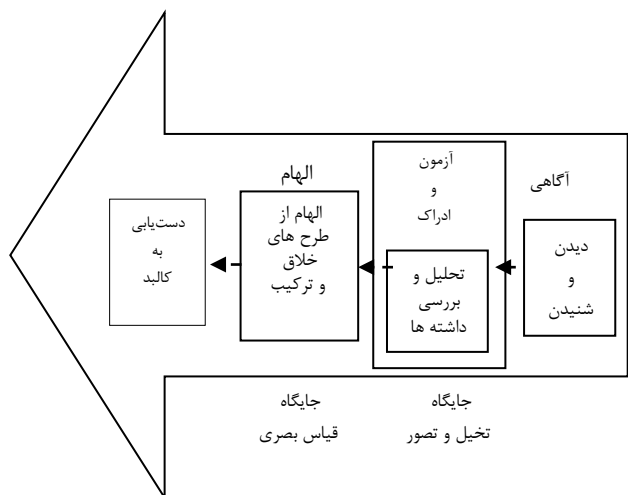 آگاهی
دیدن
و
شنیدن
آزمون
و
ادراک
تحلیل و
بررسی
داشته ها
الهام
الهام از
طرح های
خلاق
و ترکیب
دست‌یابی
به
کالبد
جایگاه
تخیل و تصور
جایگاه
قیاس بصری